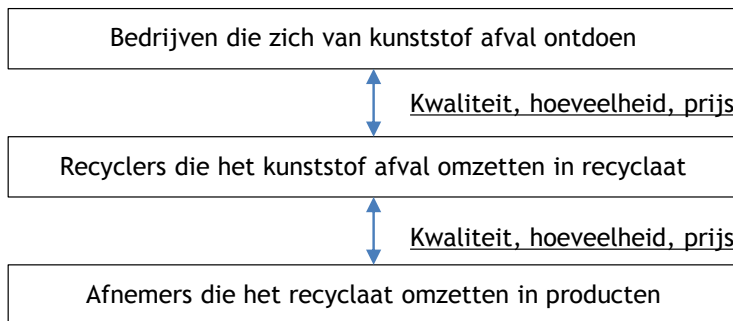 Bedrijven die zich van kunststof afval ontdoen
Kwaliteit, hoeveelheid, prijs
Recyclers die het kunststof afval omzetten in recyclaat
Kwaliteit, hoeveelheid, prijs
Afnemers die het recyclaat omzetten in producten